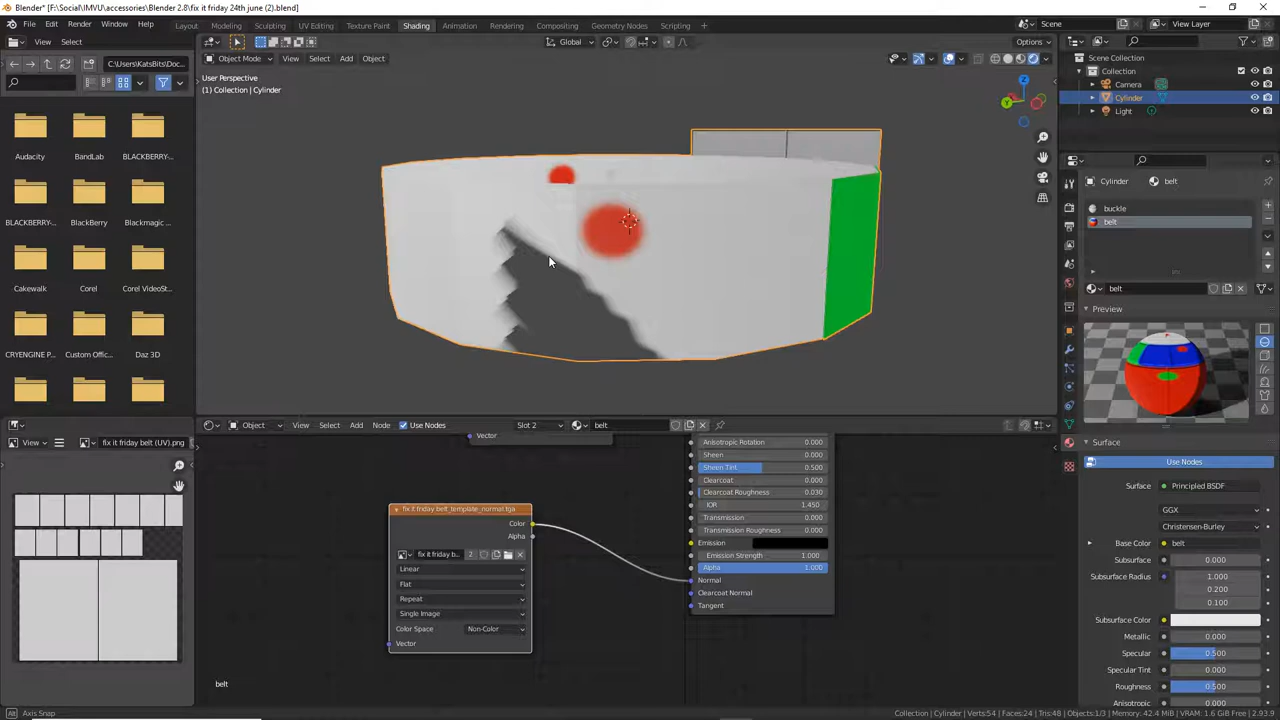 Blender* [F:\Social\IMVU\accessories\Blender 2.8\fix it friday 24th june (2).blend]
File Edit Render Window Help Layout Modeling Sculpting UV Editing Texture Paint Shading Animation Rendering Compositing Geometry Nodes Scripting Scene View Layer
View Select Global Options
C:\Users\KatsBits\Doc... Object Mode View Select Add Object Scene Collection
User Perspective
(1) Collection | Cylinder
Collection
Camera
Cylinder
Light
Audacity BandLab BLACKBERRY-...
BLACKBERRY-... BlackBerry Blackmagic ...
BLACKBERRY-... BLACKBERRY-... BLACKBERRY-...
Cakewalk Corel Corel VideoSt...
CRYENGINE P... Custom Offic... Daz 3D
Cylinder belt
buckle
belt
belt
Preview
Surface
Use Nodes
Surface Principled BSDF
GGX
Christensen-Burley
Base Color belt
Subsurface 0.000
Subsurface Radius 1.000
0.200
0.100
Subsurface Color
Metallic 0.000
Specular 0.500
Specular Tint 0.000
Roughness 0.500
Anisotropic 0.000
View fix it friday belt (UV).png
Object View Select Add Node Use Nodes Slot 2 belt
Vector
Anisotropic Rotation 0.000
Sheen 0.000
Sheen Tint 0.500
Clearcoat 0.000
Clearcoat Roughness 0.030
IOR 1.450
Transmission 0.000
Transmission Roughness 0.000
Emission
Emission Strength 1.000
Alpha 1.000
Normal
Clearcoat Normal
Tangent
fix it friday belt_template_normal.tga
Color
Alpha
fix it friday b... 2
Linear
Flat
Repeat
Single Image
Color Space Non-Color
Vector
belt
Axis Snap
Collection | Cylinder | Verts:54 | Faces:24 | Tris:48 | Objects:1/3 | Memory: 42.4 MiB | VRAM: 1.6 GiB Free | 2.93.9